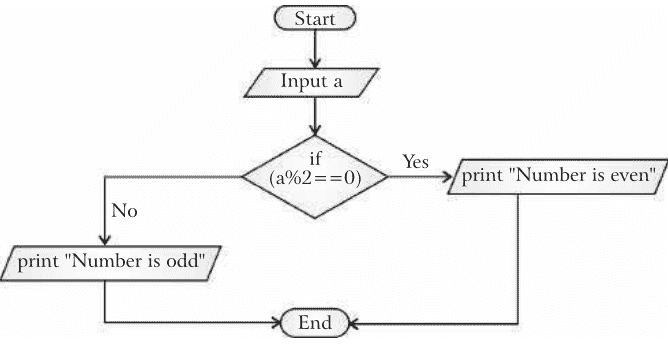 Start
Input a
if
(a%2==0)
Yes
print "Number is even"
No
print "Number is odd"
End